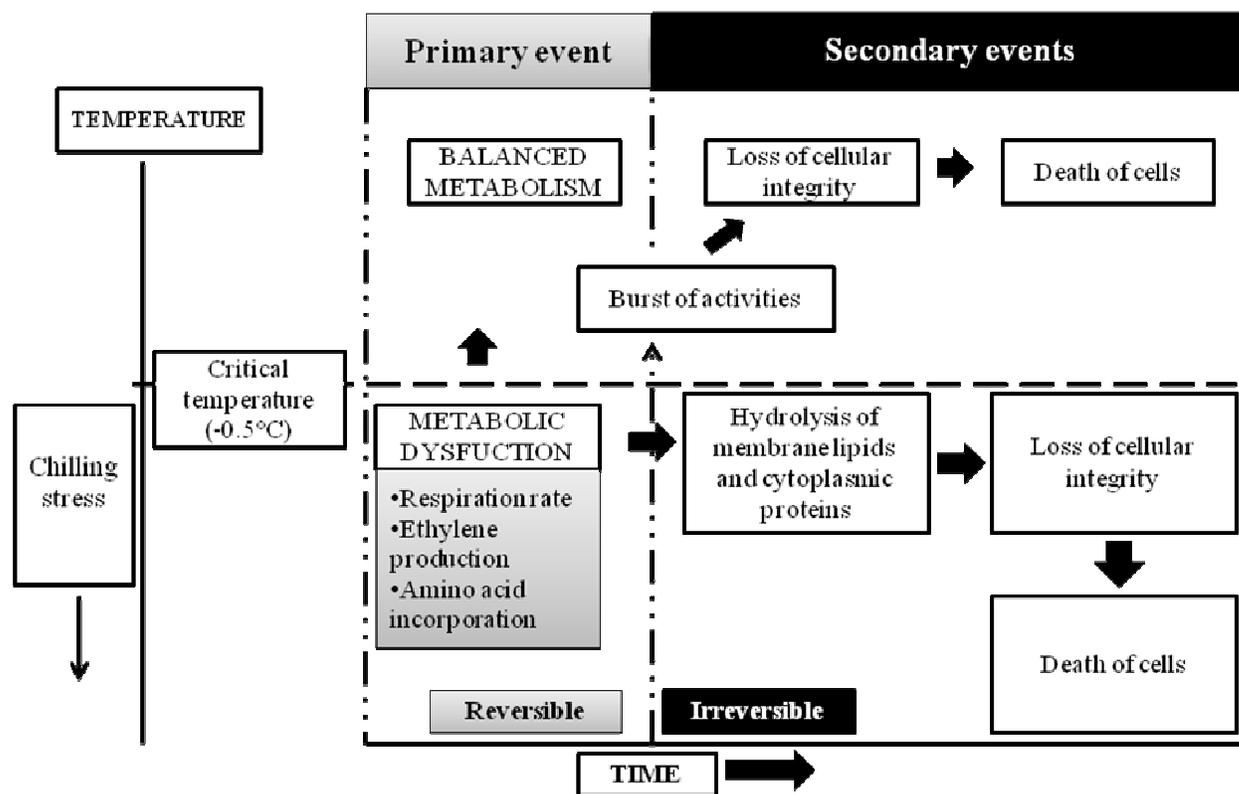 Primary event
Secondary events
TEMPERATURE
BALANCED
METABOLISM
Loss of cellular
integrity
Death of cells
Burst of activities
Critical
temperature
(-0.5°C)
Chilling
stress
METABOLIC
DYSFUCTION
•Respiration rate
•Ethylene
production
•Amino acid
incorporation
Hydrolysis of
membrane lipids
and cytoplasmic
proteins
Loss of cellular
integrity
Death of cells
Reversible
Irreversible
TIME